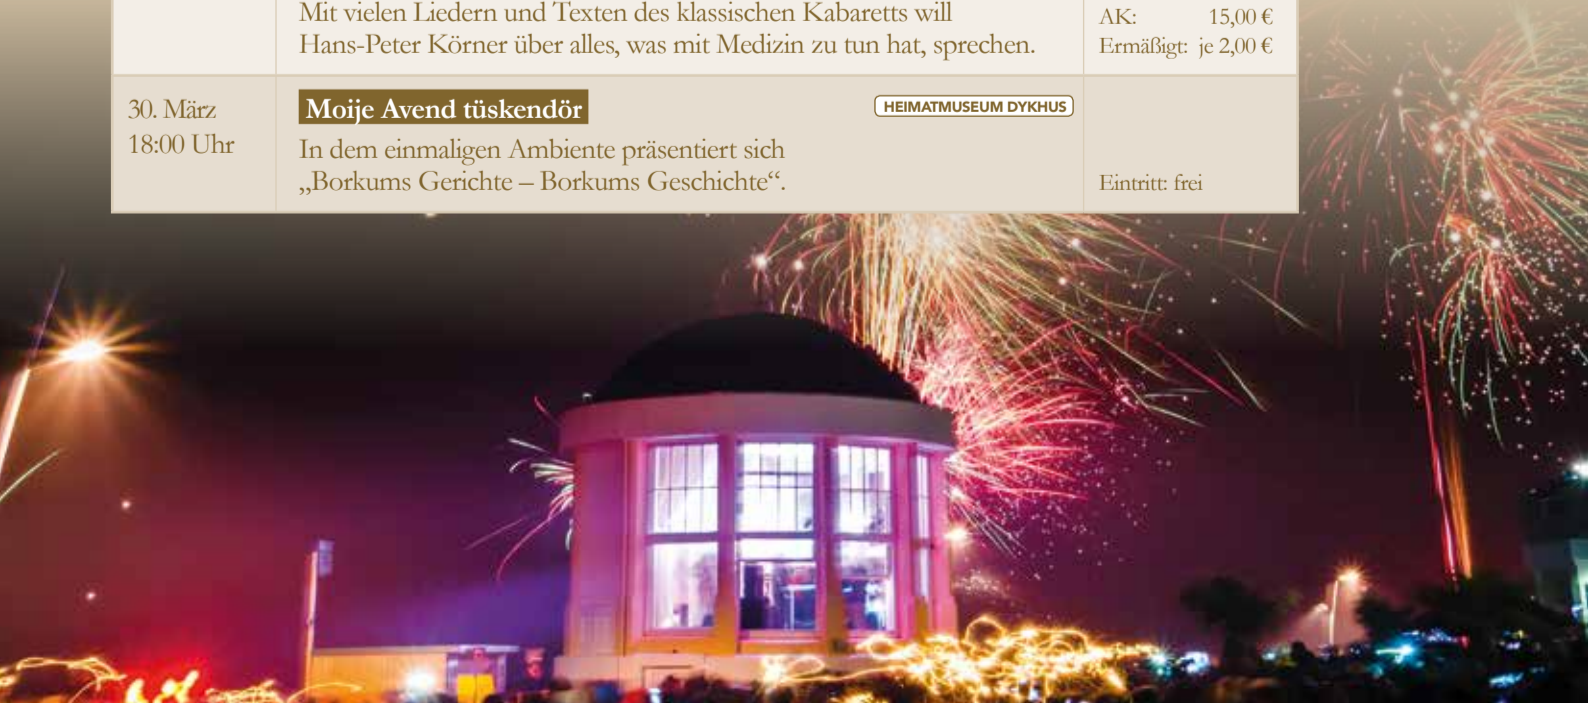 Mit vielen Liedern und Texten des klassischen Kabaretts will
Hans-Peter Körner über alles, was mit Medizin zu tun hat, sprechen.
AK: 15,00 €
Ermäßigt: je 2,00 €
30. März
18:00 Uhr
Moije Avend tüskendör
HEIMATMUSEUM DYKHUS
In dem einmaligen Ambiente präsentiert sich
„Borkums Gerichte – Borkums Geschichte“.
Eintritt: frei